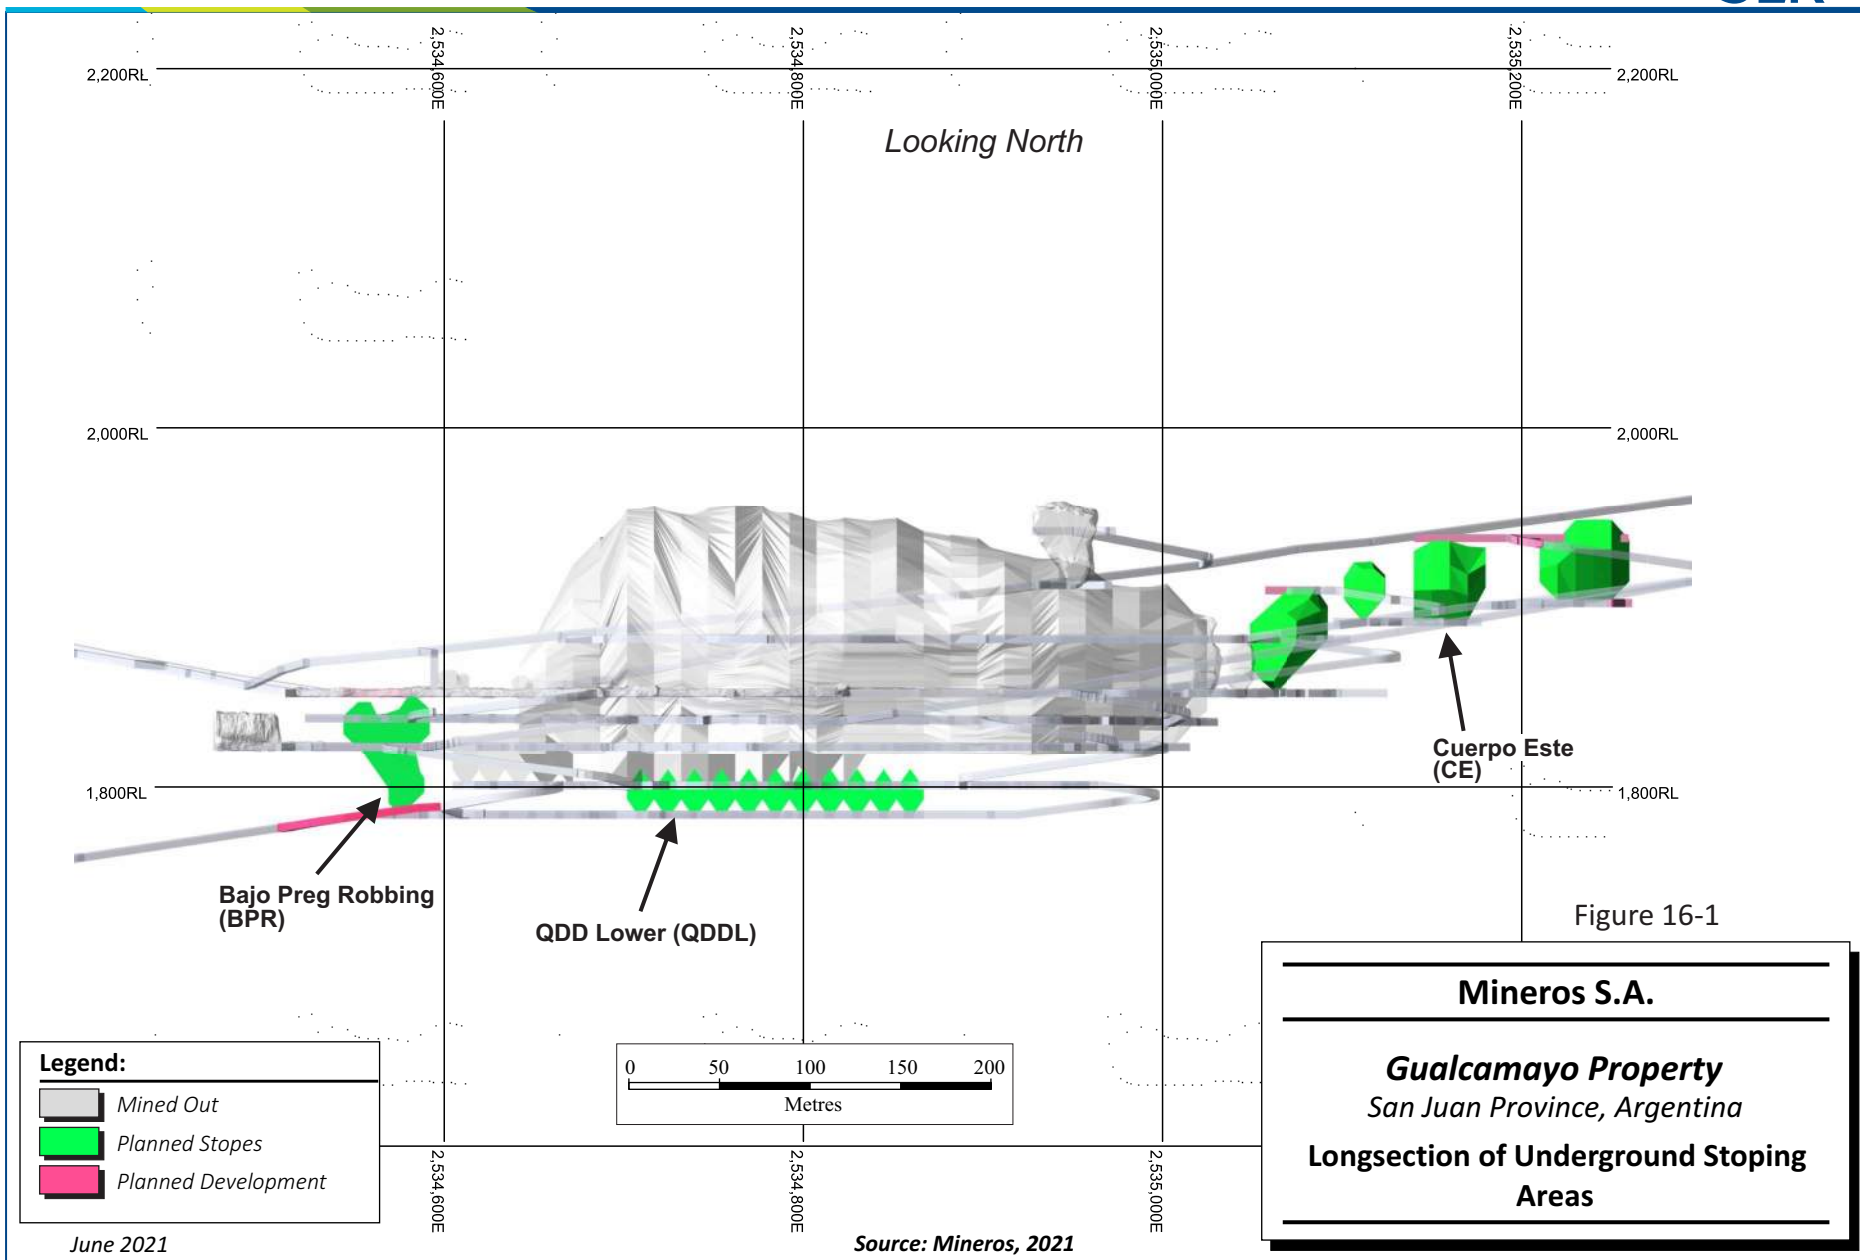 2,534,600E
2,534,800E
2,535,000E
2,535,200E
2,200RL
2,200RL
Looking North
2,000RL
2,000RL
Cuerpo Este
(CE)
1,800RL
1,800RL
Bajo Preg Robbing
(BPR)
QDD Lower (QDDL)
Figure 16-1
Mineros S.A.
Gualcamayo Property
San Juan Province, Argentina
Longsection of Underground Stoping
Areas
Legend:
Mined Out
Planned Stopes
Planned Development
0 50 100 150 200
Metres
2,534,600E
2,534,800E
2,535,000E
June 2021
Source: Mineros, 2021